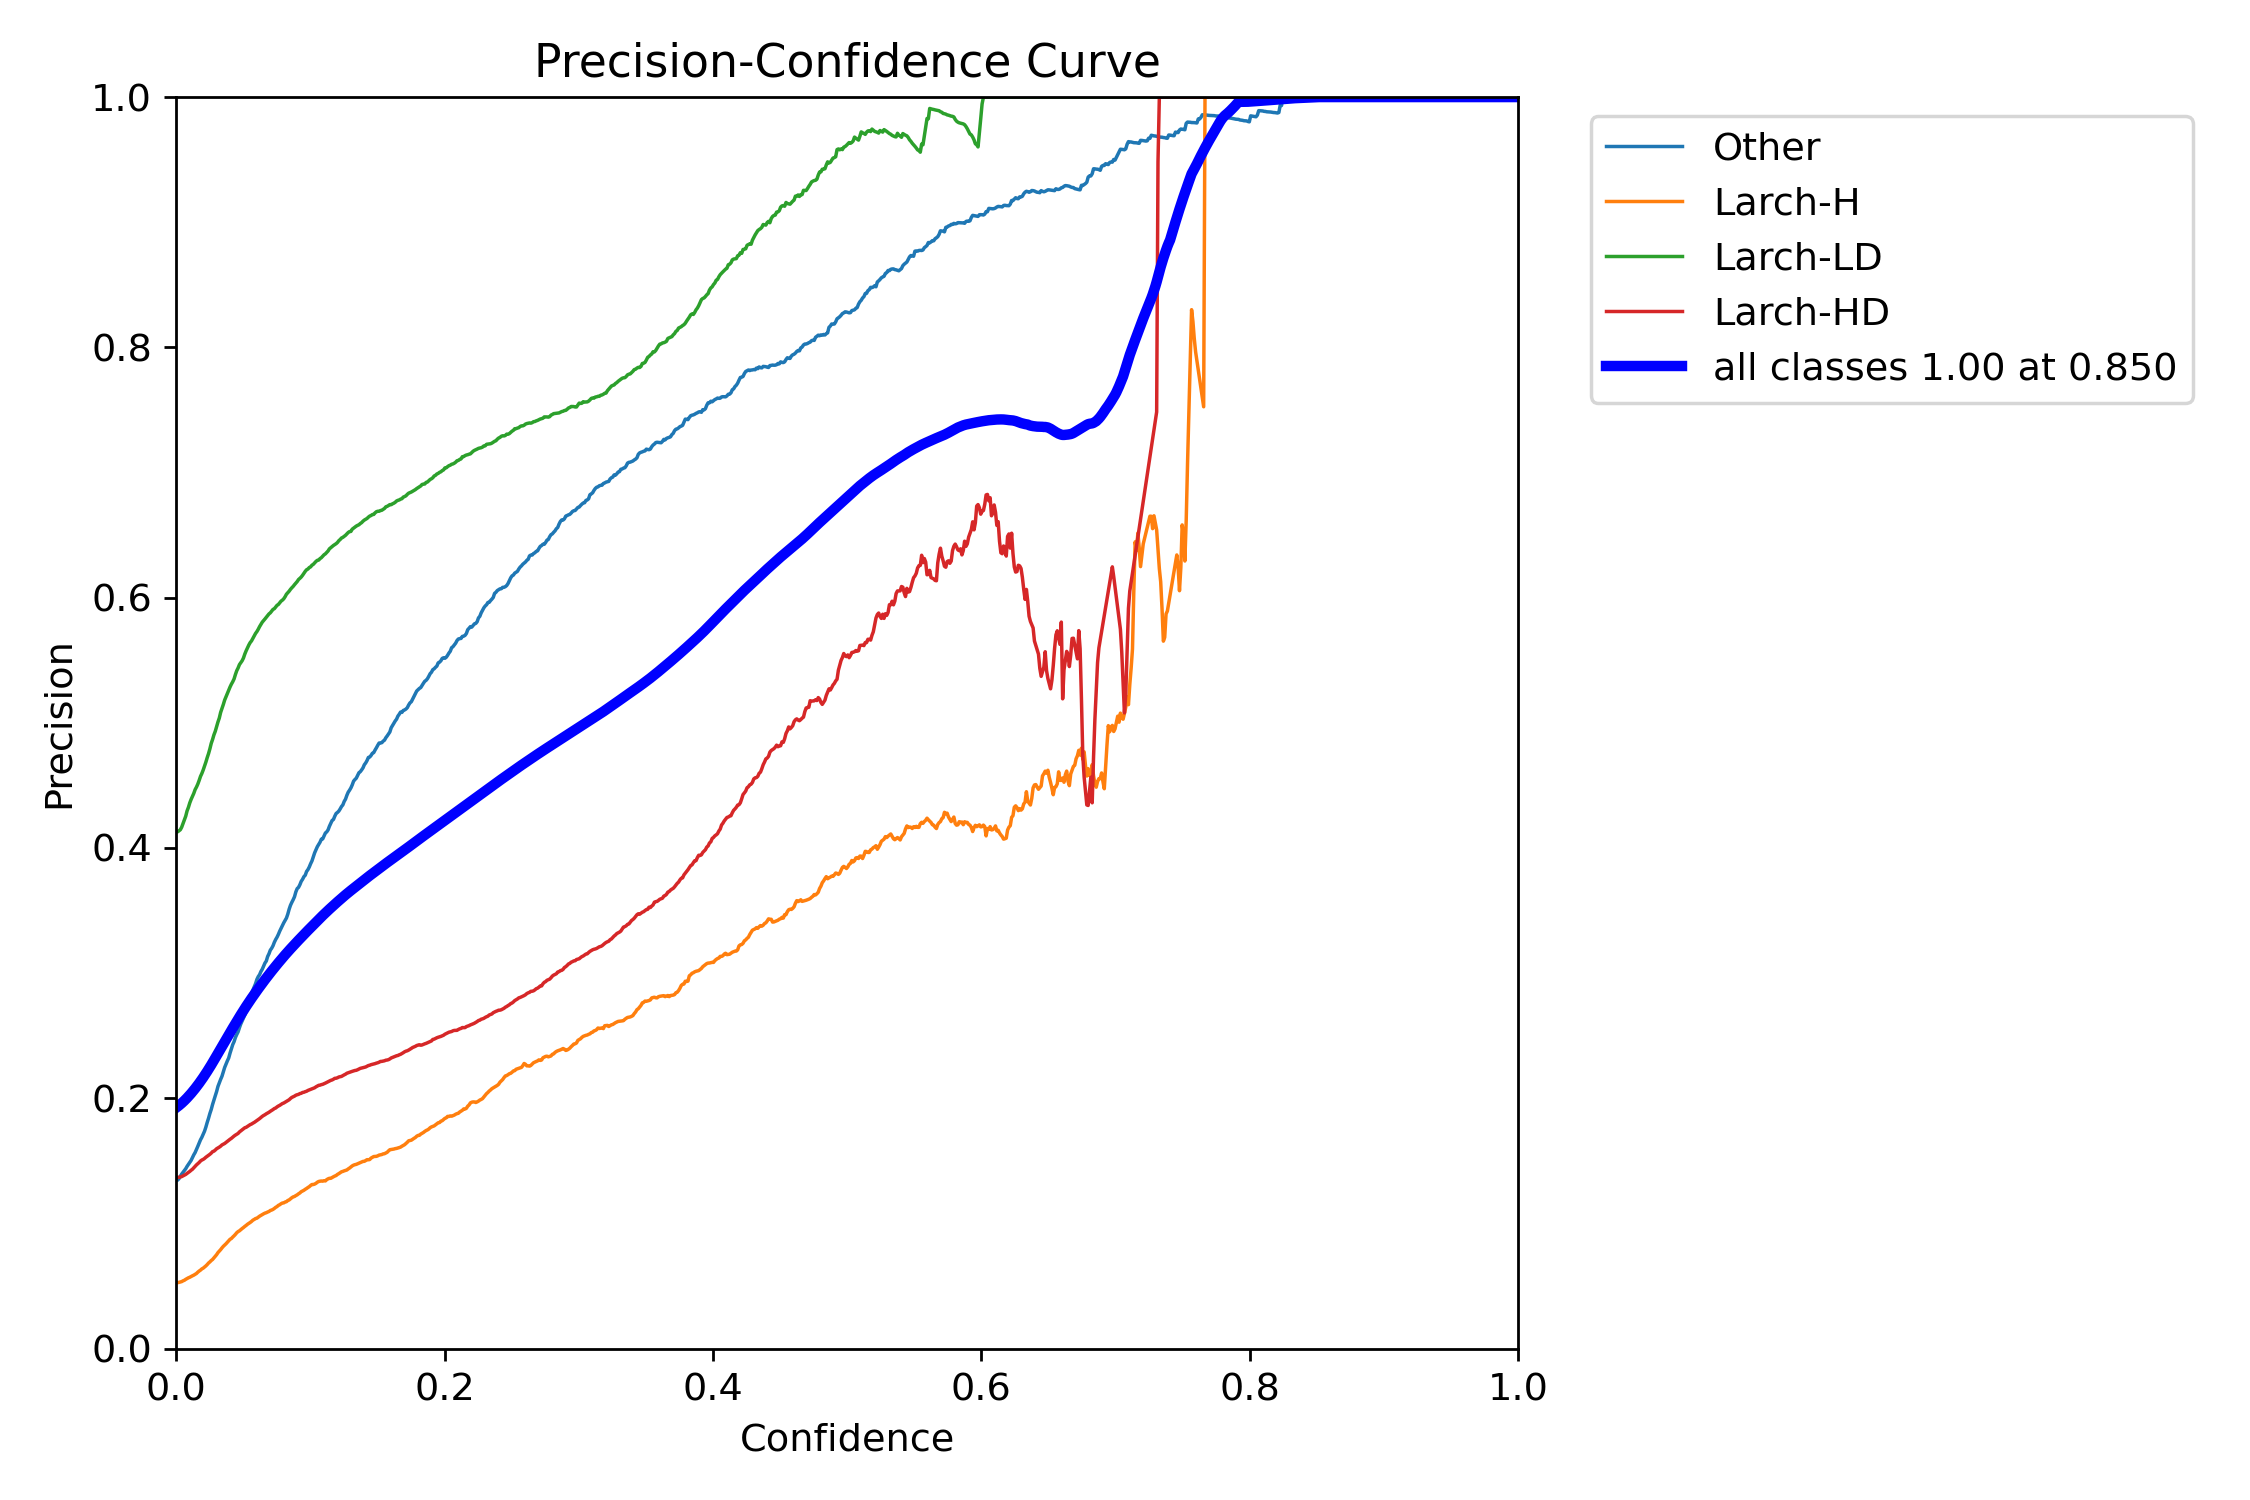 Precision-Confidence Curve
1.0
0.8
0.6
0.4
0.2
0.0
Precision
0.0 0.2 0.4 0.6 0.8 1.0
Confidence
Other
Larch-H
Larch-LD
Larch-HD
all classes 1.00 at 0.850